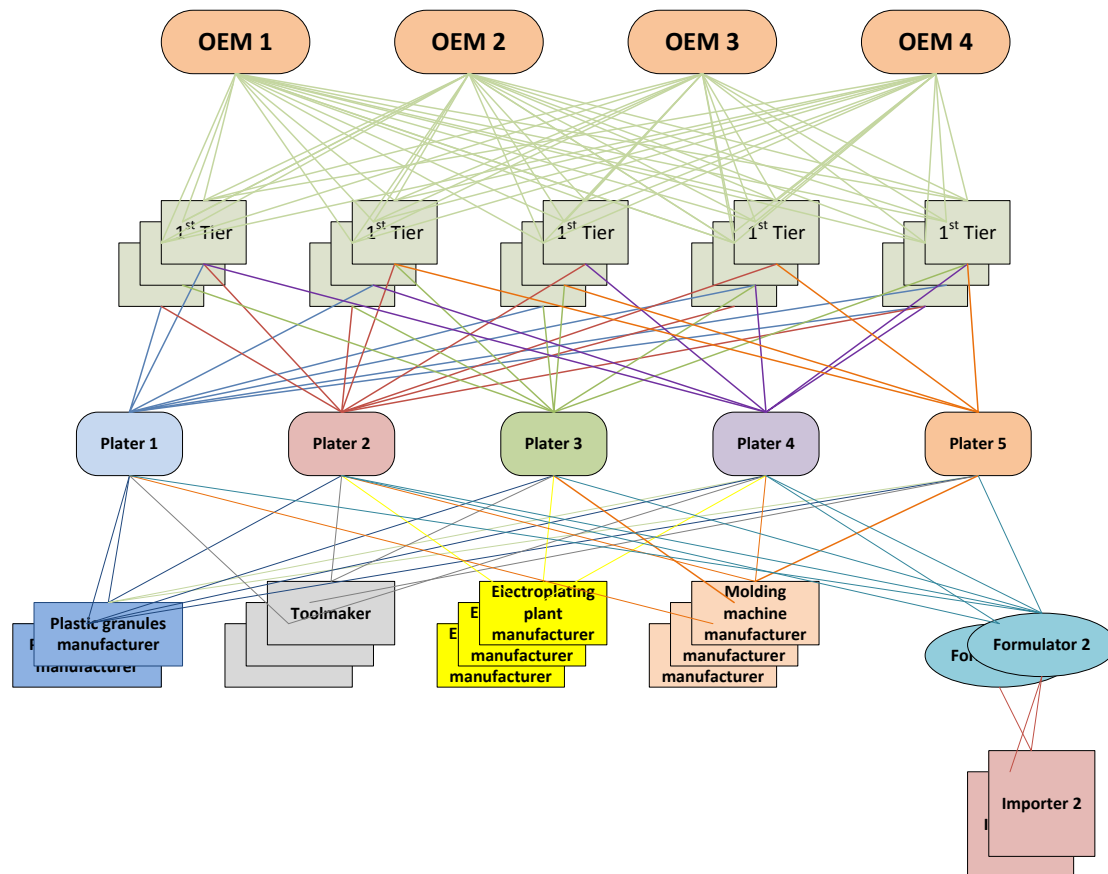 OEM 1
OEM 2
OEM 3
OEM 4
1st Tier
1st Tier
1st Tier
1st Tier
1st Tier
Plater 1
Plater 2
Plater 3
Plater 4
Plater 5
Plastic granules
manufacturer
manufacturer
Toolmaker
Electroplating
plant
manufacturer
manufacturer
manufacturer
Molding
machine
manufacturer
manufacturer
manufacturer
Formulator 2
Importer 2